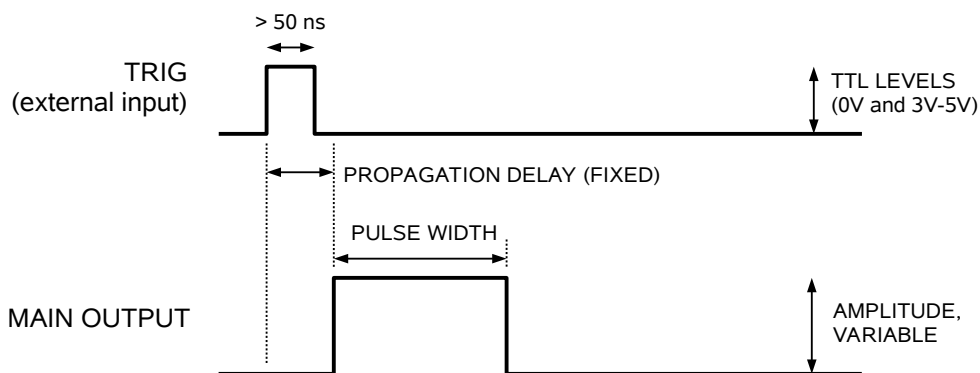 > 50 ns
TRIG
(external input)
TTL LEVELS
(0V and 3V-5V)
PROPAGATION DELAY (FIXED)
PULSE WIDTH
MAIN OUTPUT
AMPLITUDE,
VARIABLE